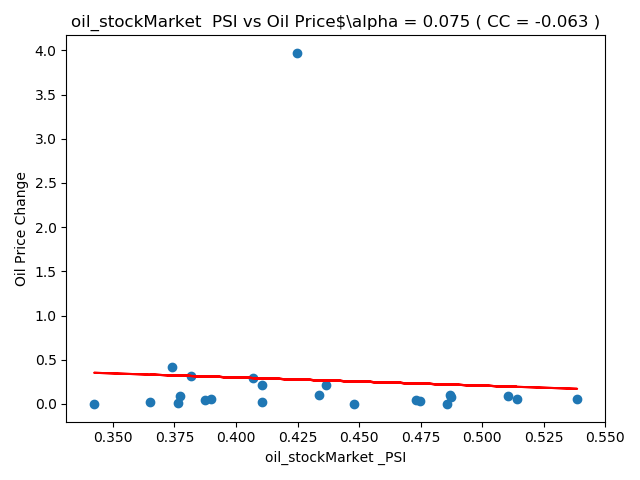 oil_stockMarket  PSI vs Oil Price$\alpha = 0.075 ( CC = -0.063 )
4.0
3.5
3.0
2.5
2.0
1.5
1.0
0.5
0.0
Oil Price Change
0.350 0.375 0.400 0.425 0.450 0.475 0.500 0.525 0.550
oil_stockMarket _PSI